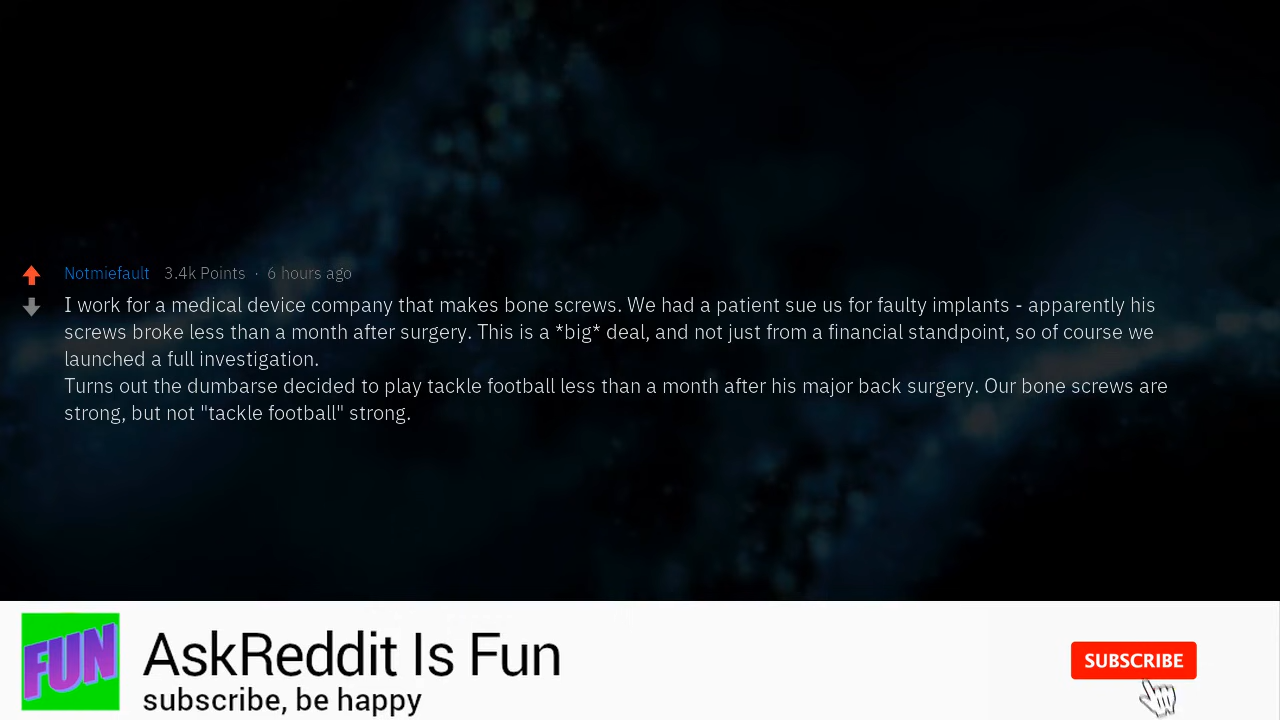 Notmiefault 3.4k Points · 6 hours ago
I work for a medical device company that makes bone screws. We had a patient sue us for faulty implants - apparently his
screws broke less than a month after surgery. This is a *big* deal, and not just from a financial standpoint, so of course we
launched a full investigation.
Turns out the dumbarse decided to play tackle football less than a month after his major back surgery. Our bone screws are
strong, but not "tackle football" strong.
FUN
AskReddit Is Fun
subscribe, be happy
SUBSCRIBE